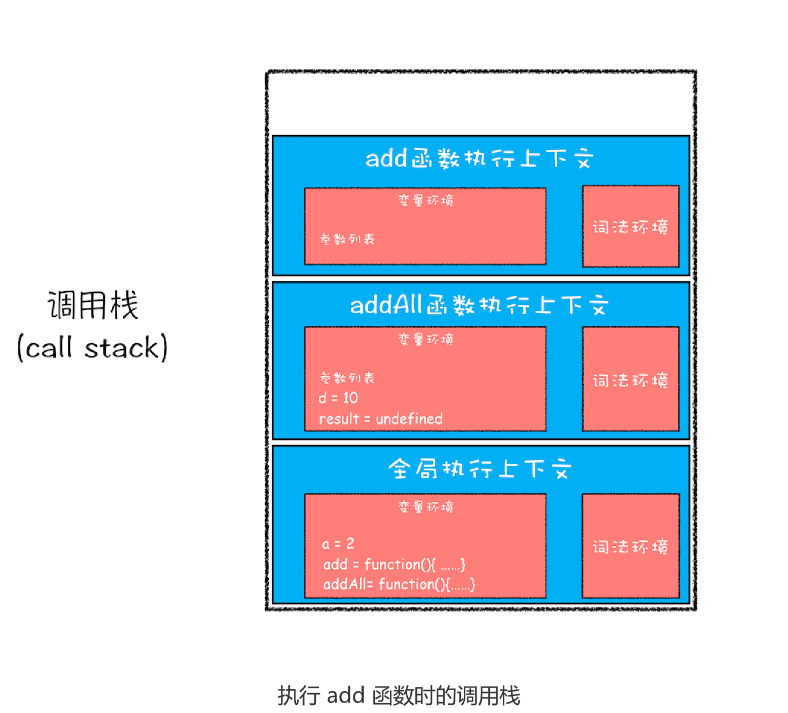 add函数执行上下文
变量环境
参数列表
词法环境
调用栈
(call stack)
addAll函数执行上下文
变量环境
参数列表
d = 10
result = undefined
词法环境
全局执行上下文
变量环境
a = 2
add = function(){ ......}
addAll= function(){......}
词法环境
执行 add 函数时的调用栈